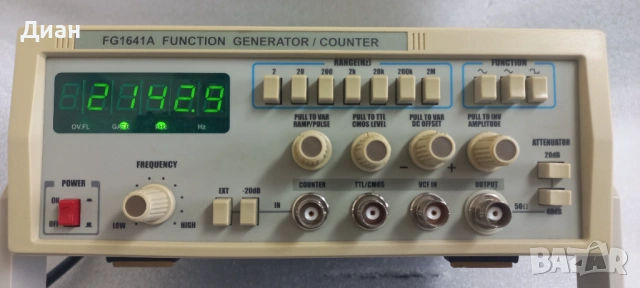 Диан
FG1641A FUNCTION GENERATOR / COUNTER
RANGE(Hz)
FUNCTION
2 20 200 2k 20k 200k 2M
2142.9
OV.FL GATE Hz
PULL TO VAR RAMP/PULSE
PULL TO TTL CMOS LEVEL
PULL TO VAR DC OFFSET
PULL TO INV AMPLITUDE
- +
ATTENUATOR
20dB
40dB
FREQUENCY
LOW HIGH
POWER
ON
OFF
EXT -20dB
IN
COUNTER TTL/CMOS VCF IN OUTPUT
50Ω
BAZAR